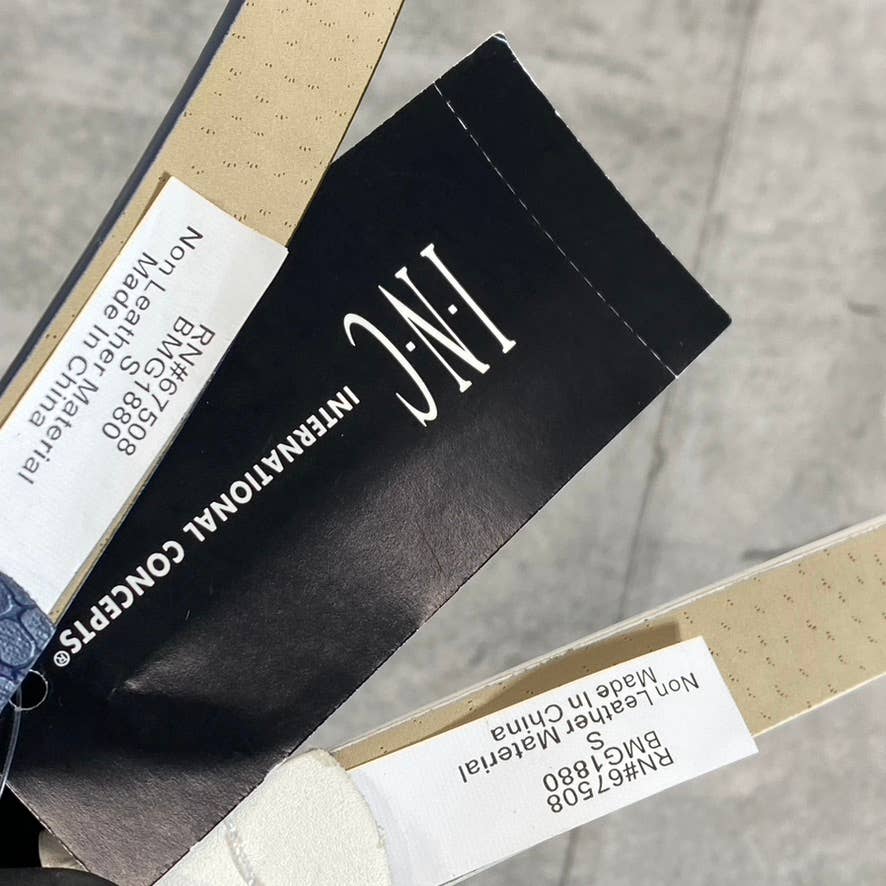 I·N·C
INTERNATIONAL CONCEPTS®
RN#67508
BMG1880
S
Non Leather Material
Made In China
RN#67508
BMG1880
S
Non Leather Material
Made In China